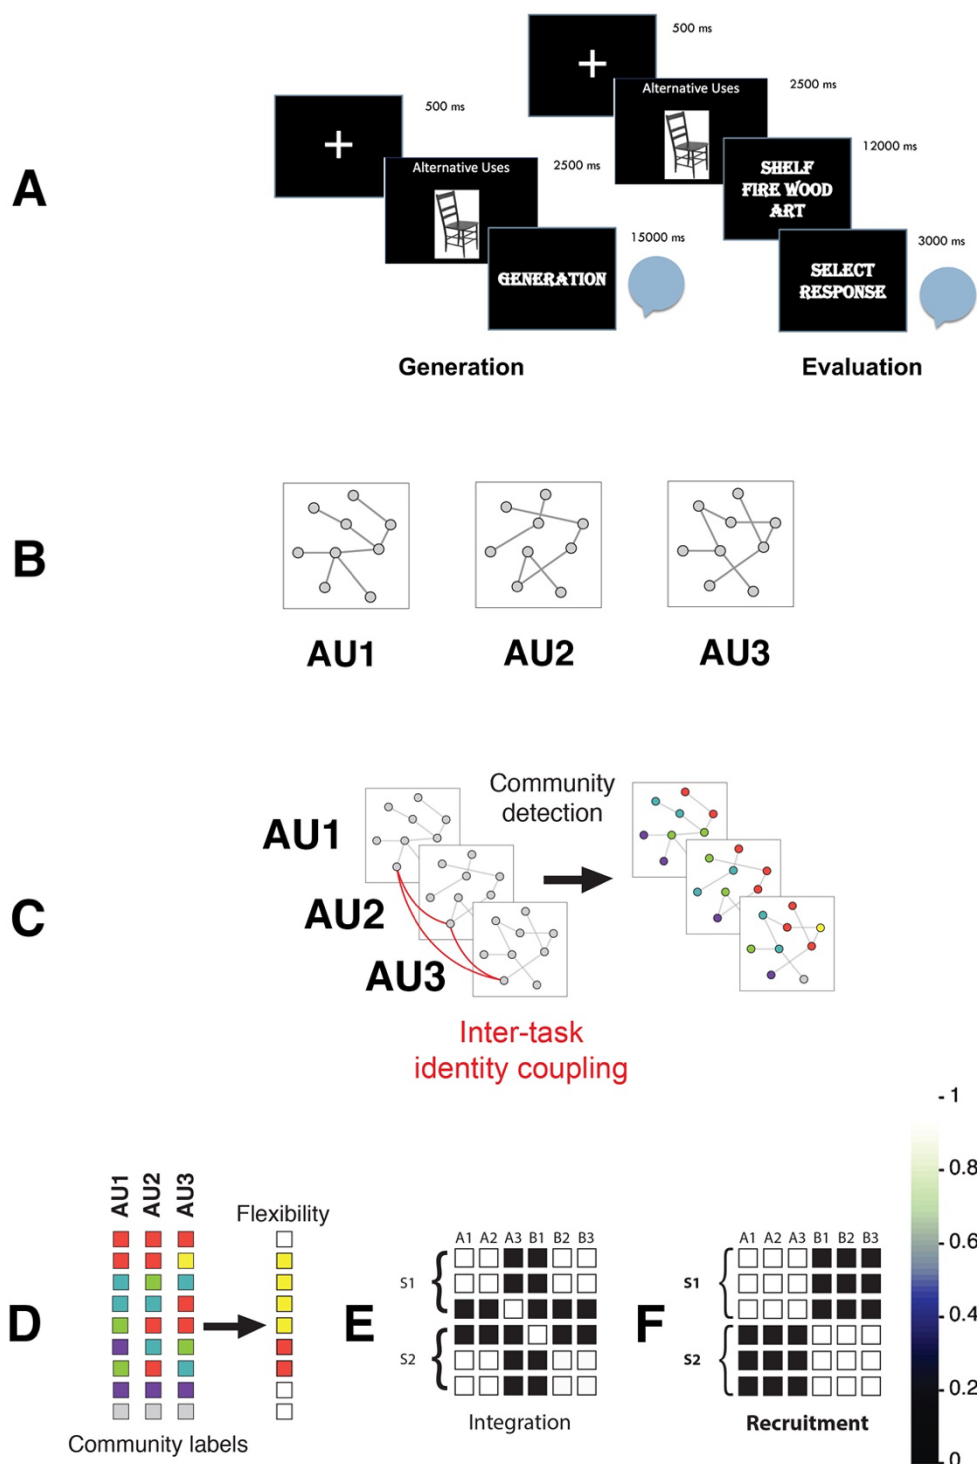 A
500 ms
Alternative Uses
2500 ms
GENERATION
15000 ms
Generation
500 ms
Alternative Uses
2500 ms
SHELF
FIRE WOOD
ART
12000 ms
SELECT
RESPONSE
3000 ms
Evaluation
B
AU1
AU2
AU3
C
AU1
AU2
AU3
Community
detection
Inter-task
identity coupling
D
AU1 AU2 AU3
Flexibility
Community labels
E
A1 A2 A3 B1 B2 B3
S1
S2
Integration
F
A1 A2 A3 B1 B2 B3
S1
S2
Recruitment
- 1
- 0.8
- 0.6
- 0.4
- 0.2
0